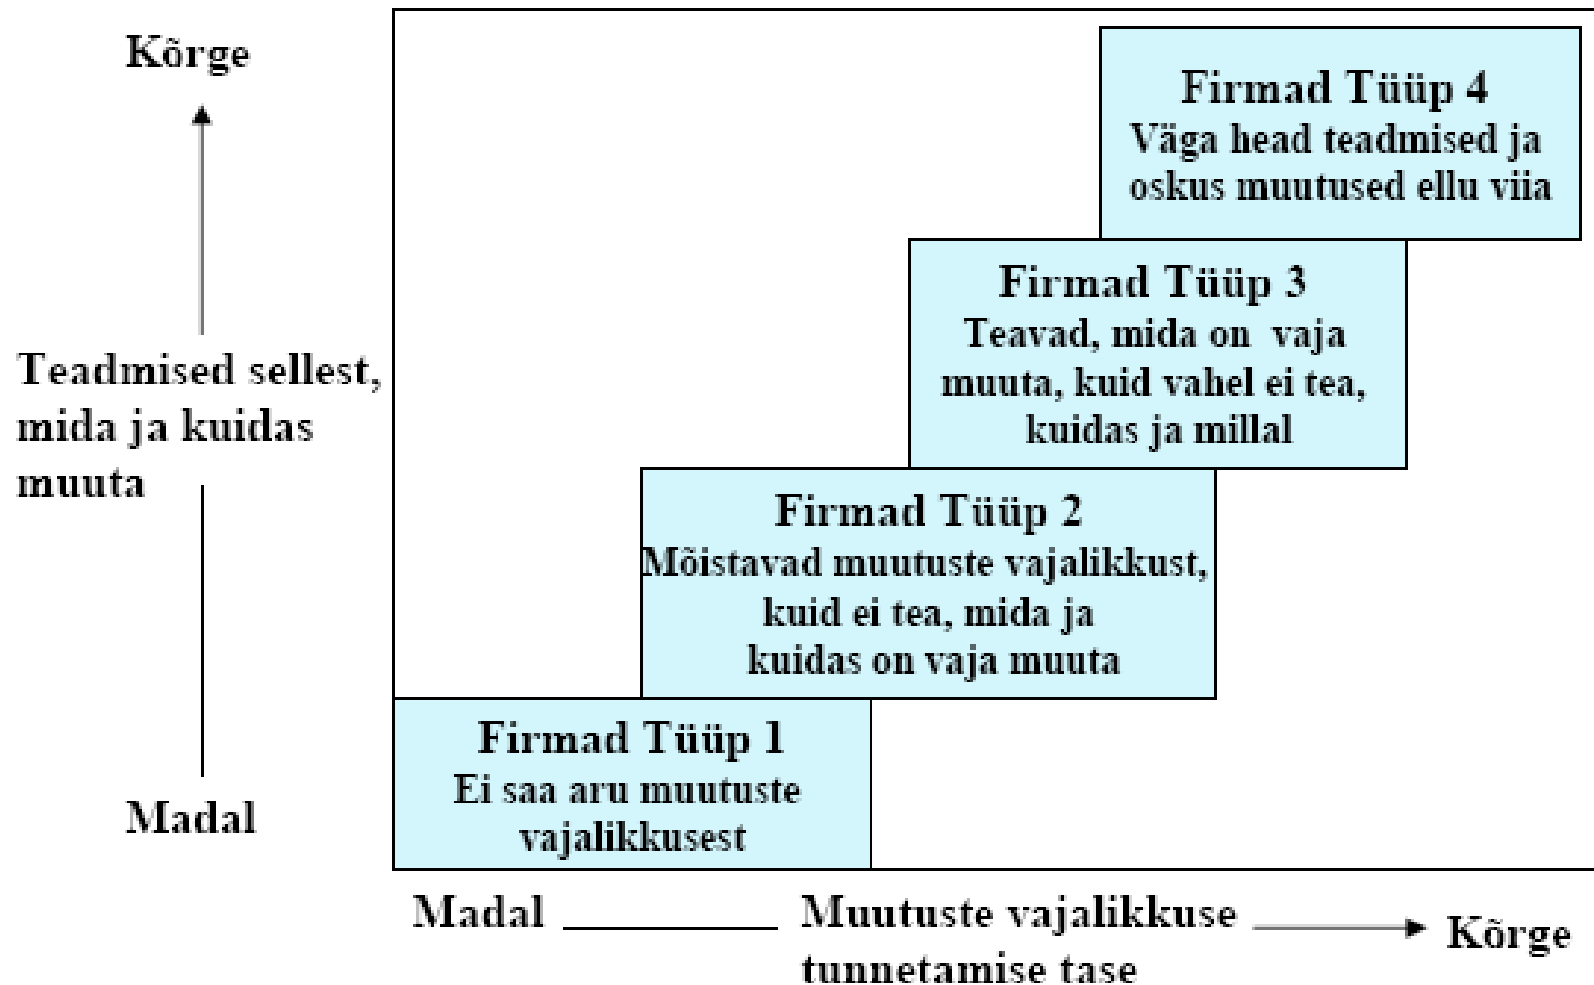 Kõrge
Teadmised sellest,
mida ja kuidas
muuta
Madal
Firmad Tüüp 4
Väga head teadmised ja
oskus muutused ellu viia
Firmad Tüüp 3
Teavad, mida on vaja
muuta, kuid vahel ei tea,
kuidas ja millal
Firmad Tüüp 2
Mõistavad muutuste vajalikkust,
kuid ei tea, mida ja
kuidas on vaja muuta
Firmad Tüüp 1
Ei saa aru muutuste
vajalikkusest
Madal
Muutuste vajalikkuse
tunnetamise tase
Kõrge